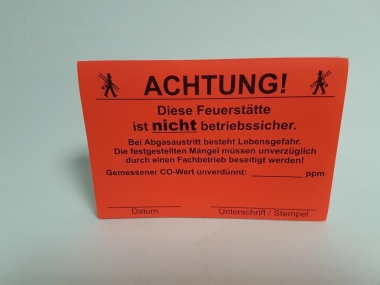 ACHTUNG!
Diese Feuerstätte
ist nicht betriebssicher.
Bei Abgasaustritt besteht Lebensgefahr.
Die festgestellten Mängel müssen unverzüglich
durch einen Fachbetrieb beseitigt werden!
Gemessener CO-Wert unverdünnt: __________ ppm
Datum Unterschrift / Stempel